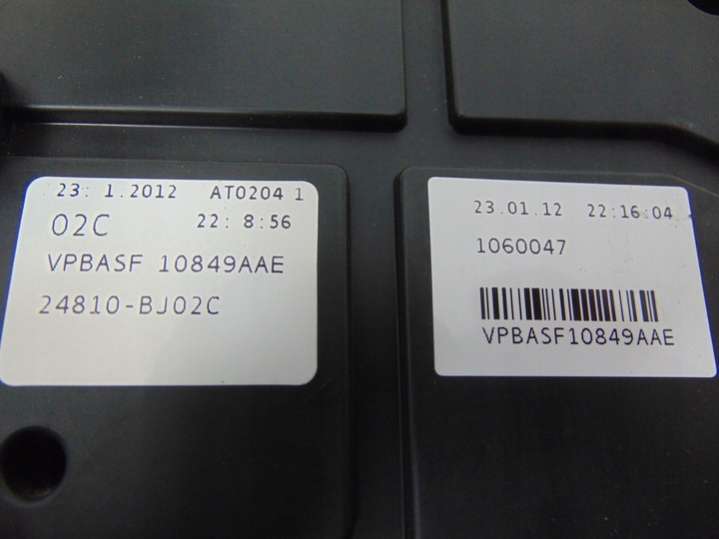 23: 1.2012 AT0204 1
02C 22: 8:56
VPBASF 10849AAE
24810-BJ02C
23.01.12 22:16:04
1060047
VPBASF10849AAE